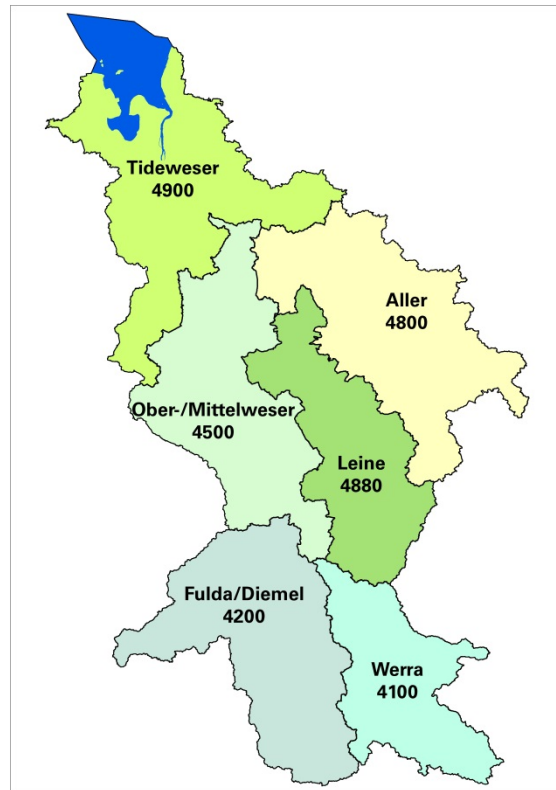 Tideweser
4900
Aller
4800
Ober-/Mittelweser
4500
Leine
4880
Fulda/Diemel
4200
Werra
4100